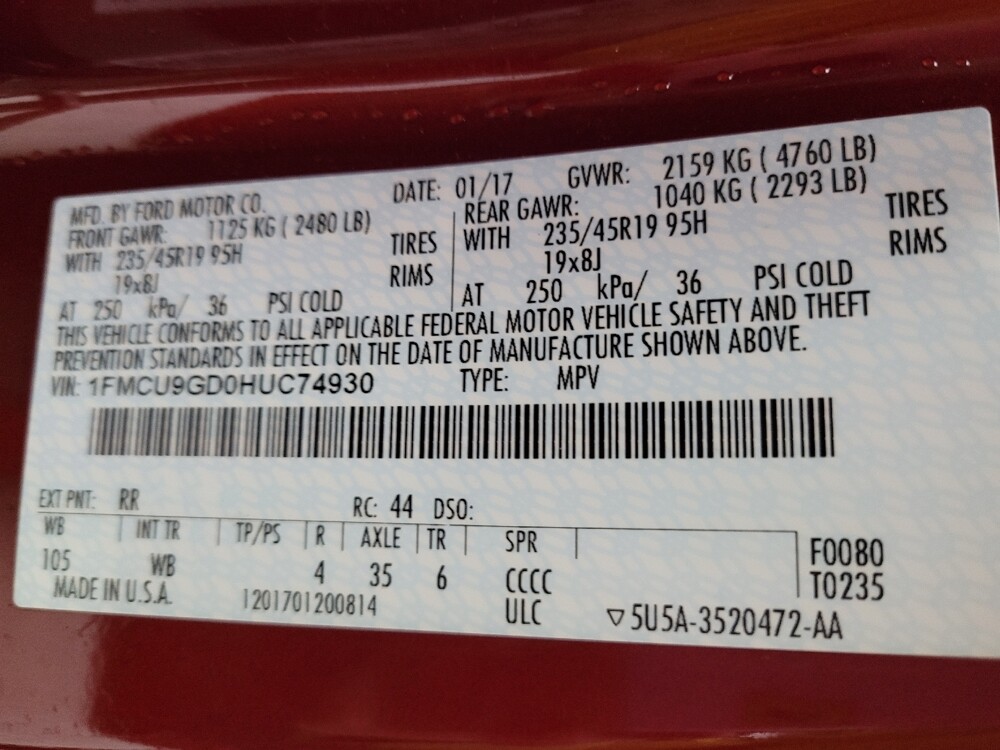 MFD. BY FORD MOTOR CO. DATE: 01/17 GVWR: 2159 KG ( 4760 LB)
FRONT GAWR: 1125 KG ( 2480 LB) REAR GAWR: 1040 KG ( 2293 LB)
WITH 235/45R19 95H TIRES WITH 235/45R19 95H TIRES
19x8J RIMS 19x8J RIMS
AT 250 kPa/ 36 PSI COLD AT 250 kPa/ 36 PSI COLD
THIS VEHICLE CONFORMS TO ALL APPLICABLE FEDERAL MOTOR VEHICLE SAFETY AND THEFT
PREVENTION STANDARDS IN EFFECT ON THE DATE OF MANUFACTURE SHOWN ABOVE.
VIN: 1FMCU9GD0HUC74930 TYPE: MPV
EXT PNT: RR RC: 44 DSO:
WB INT TR TP/PS R AXLE TR SPR F0080
105 WB 4 35 6 CCCC T0235
MADE IN U.S.A. 1201701200814 ULC ▽5U5A-3520472-AA